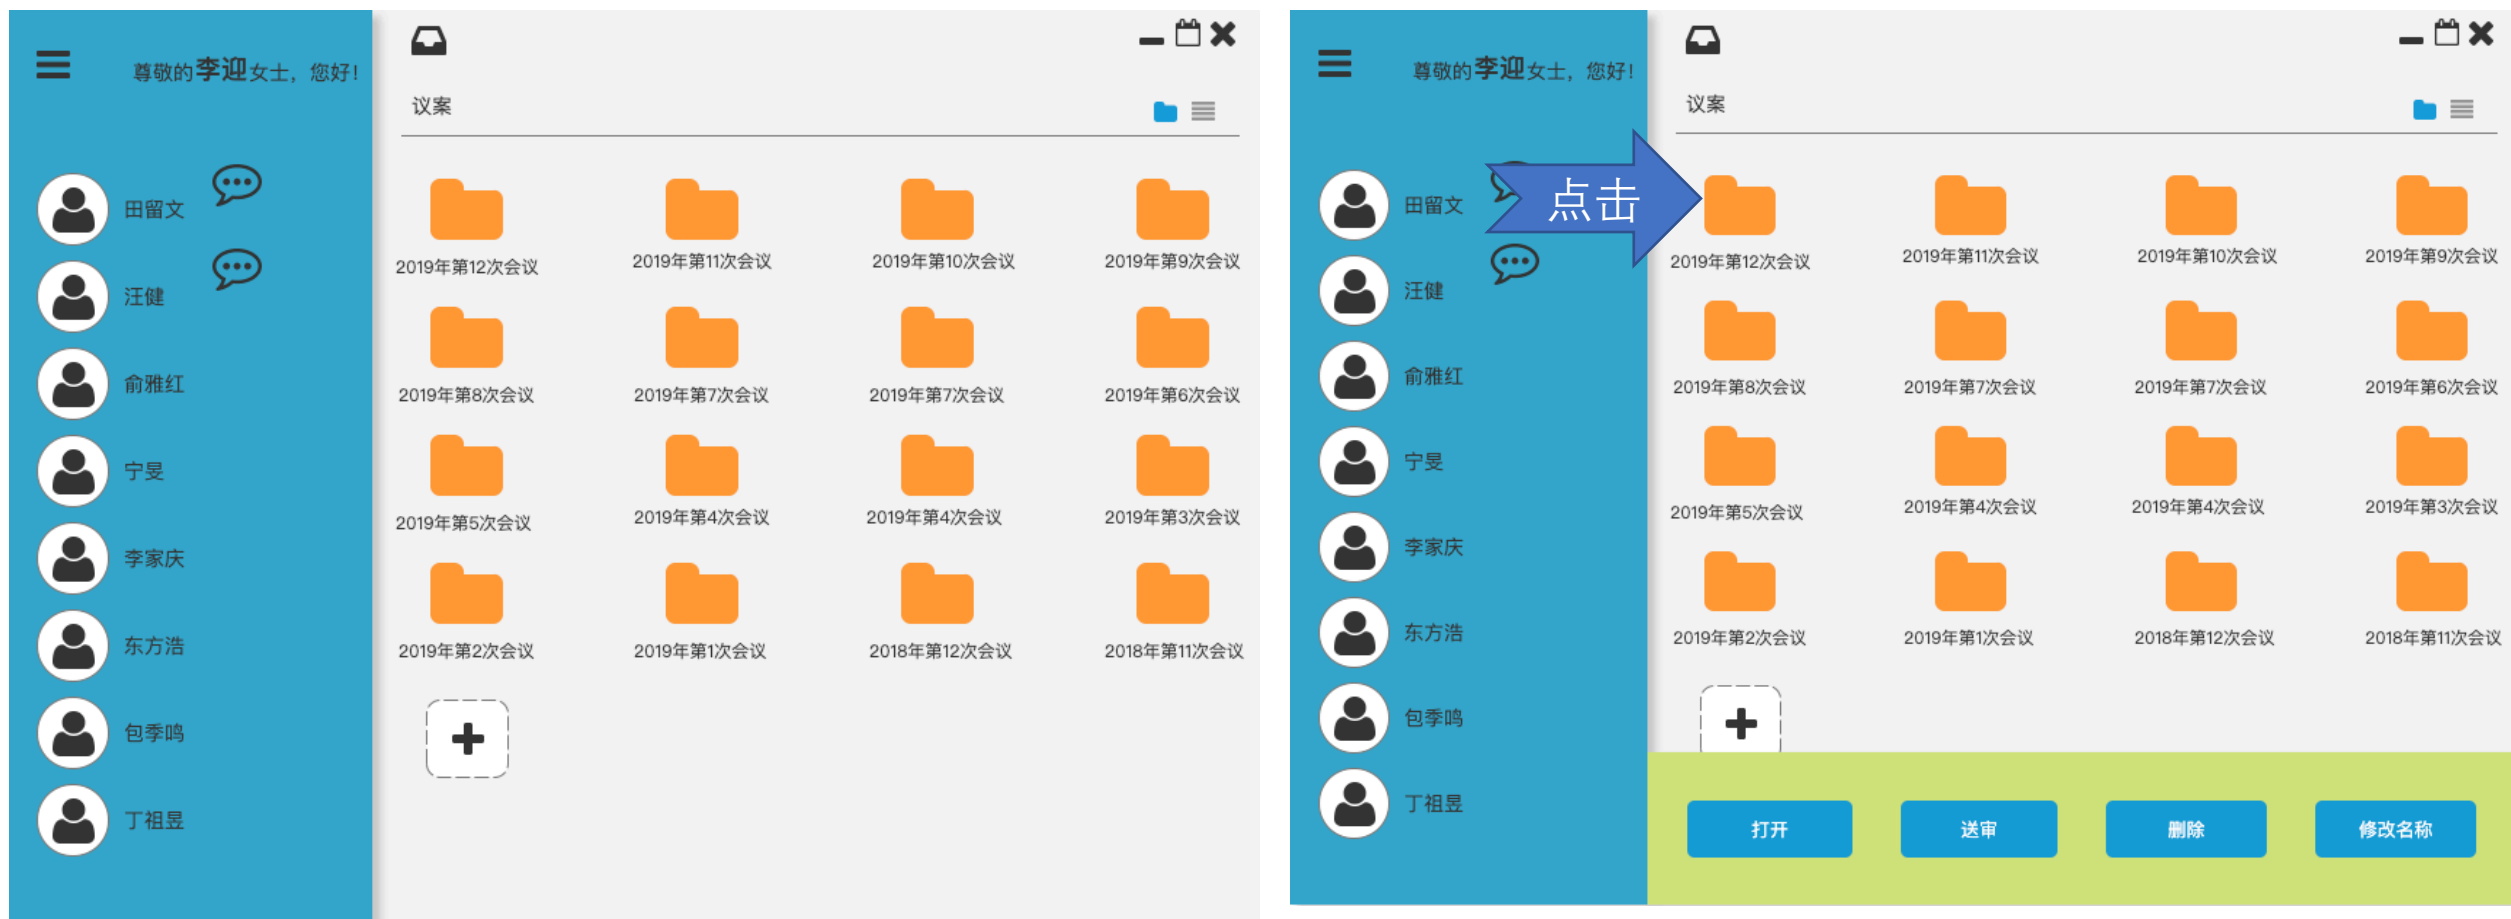 尊敬的李迎女士，您好！
议案
田留文
汪健
俞雅红
宁旻
李家庆
东方浩
包季鸣
丁祖昱
2019年第12次会议
2019年第11次会议
2019年第10次会议
2019年第9次会议
2019年第8次会议
2019年第7次会议
2019年第7次会议
2019年第6次会议
2019年第5次会议
2019年第4次会议
2019年第4次会议
2019年第3次会议
2019年第2次会议
2019年第1次会议
2018年第12次会议
2018年第11次会议
尊敬的李迎女士，您好！
议案
田留文
汪健
俞雅红
宁旻
李家庆
东方浩
包季鸣
丁祖昱
点击
2019年第12次会议
2019年第11次会议
2019年第10次会议
2019年第9次会议
2019年第8次会议
2019年第7次会议
2019年第7次会议
2019年第6次会议
2019年第5次会议
2019年第4次会议
2019年第4次会议
2019年第3次会议
2019年第2次会议
2019年第1次会议
2018年第12次会议
2018年第11次会议
打开
送审
删除
修改名称